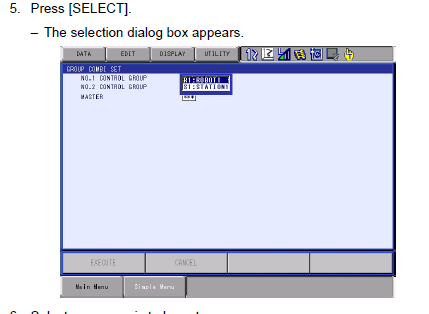 5. Press [SELECT].
– The selection dialog box appears.
DATA EDIT DISPLAY UTILITY
GROUP COMBI SET
NO.1 CONTROL GROUP R1:ROBOT1
NO.2 CONTROL GROUP S1:STATION1
MASTER ***
EXECUTE CANCEL
Main Menu Simple Menu